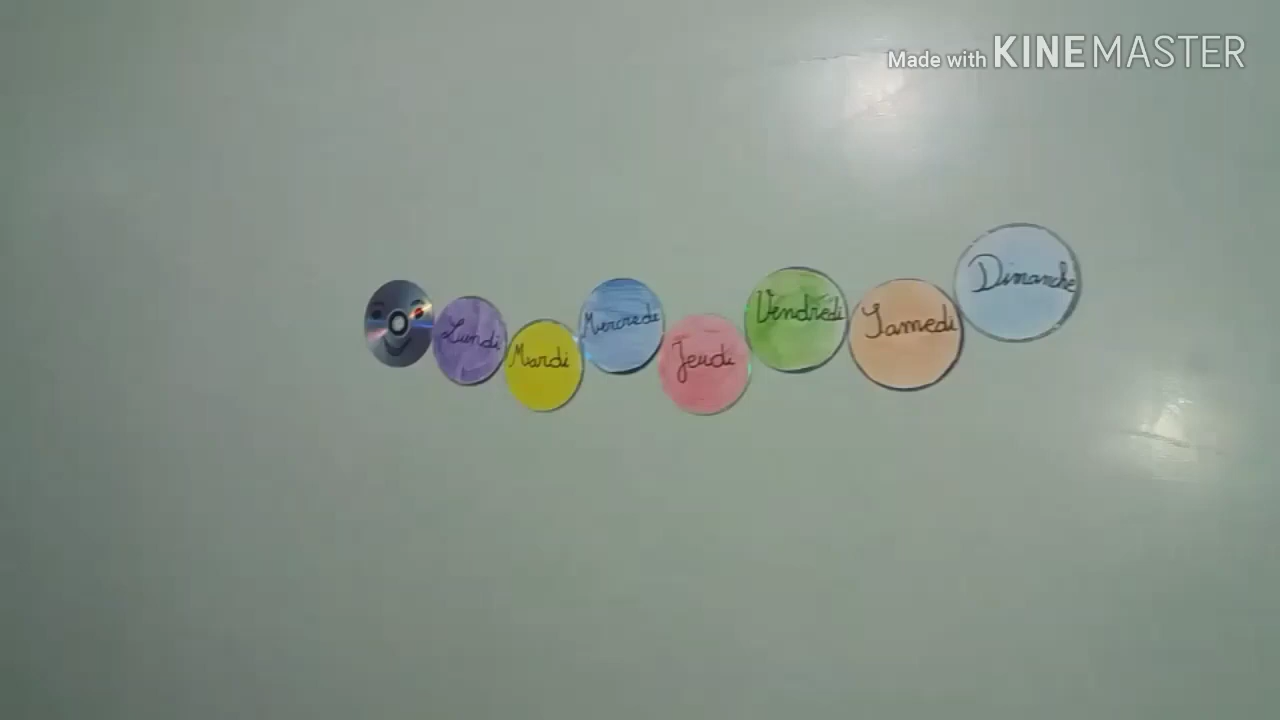 Made with KINEMASTER
Lundi
Mardi
Mercredi
Jeudi
Vendredi
Samedi
Dimanche